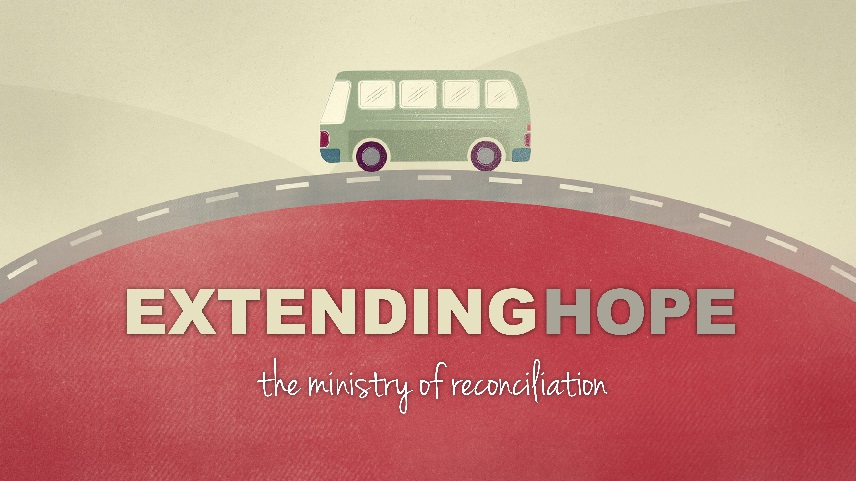 EXTENDINGHOPE
the ministry of reconciliation